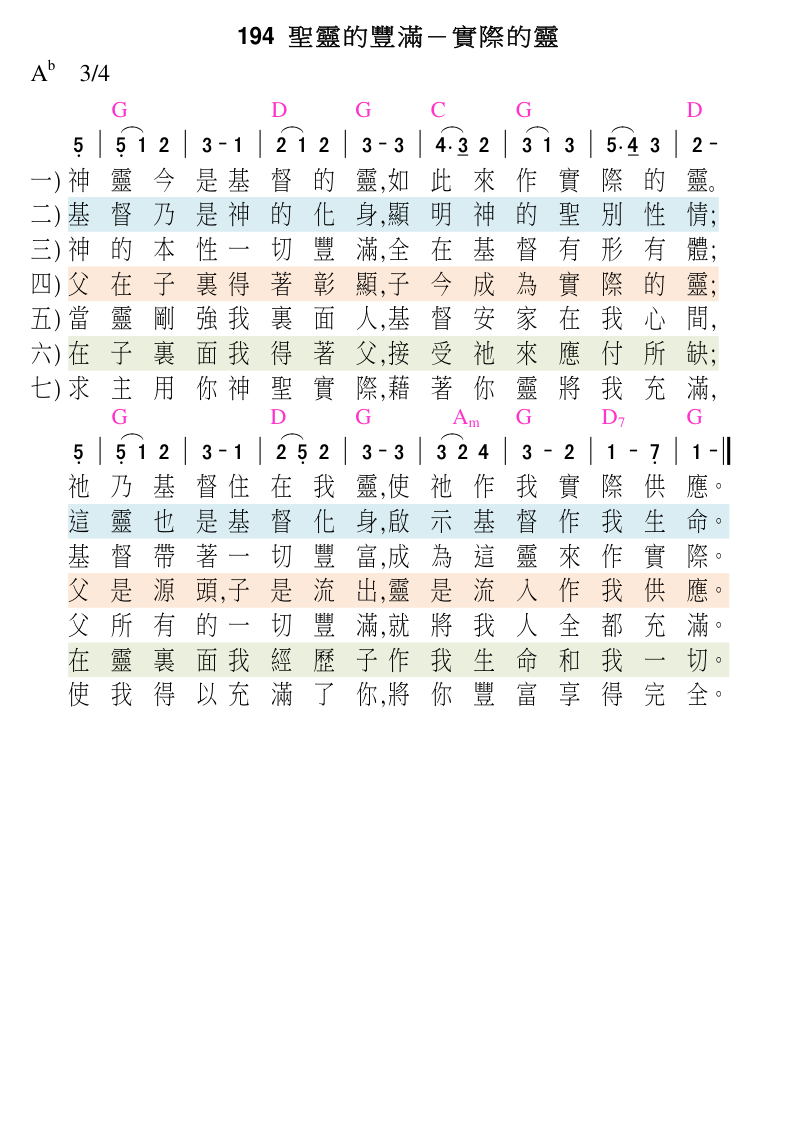 194 聖靈的豐滿－實際的靈
A♭ 3/4
G D G C G D
5̣ | 5̣ 1 2 | 3 - 1 | 2 1 2 | 3 - 3 | 4· 3 2 | 3 1 3 | 5· 4 3 | 2 -
一) 神靈今是基督的靈,如此來作實際的靈。
二) 基督乃是神的化身,顯明神的聖別性情;
三) 神的本性一切豐滿,全在基督有形有體;
四) 父在子裏得著彰顯,子今成為實際的靈;
五) 當靈剛強我裏面人,基督安家在我心間,
六) 在子裏面我得著父,接受祂來應付所缺;
七) 求主用你神聖實際,藉著你靈將我充滿,
G D G Am G D7 G
5̣ | 5̣ 1 2 | 3 - 1 | 2 5̣ 2 | 3 - 3 | 3 2 4 | 3 - 2 | 1 - 7̣ | 1 - ‖
祂乃基督住在我靈,使祂作我實際供應。
這靈也是基督化身,啟示基督作我生命。
基督帶著一切豐富,成為這靈來作實際。
父是源頭,子是流出,靈是流入作我供應。
父所有的一切豐滿,就將我人全都充滿。
在靈裏面我經歷子作我生命和我一切。
使我得以充滿了你,將你豐富享得完全。